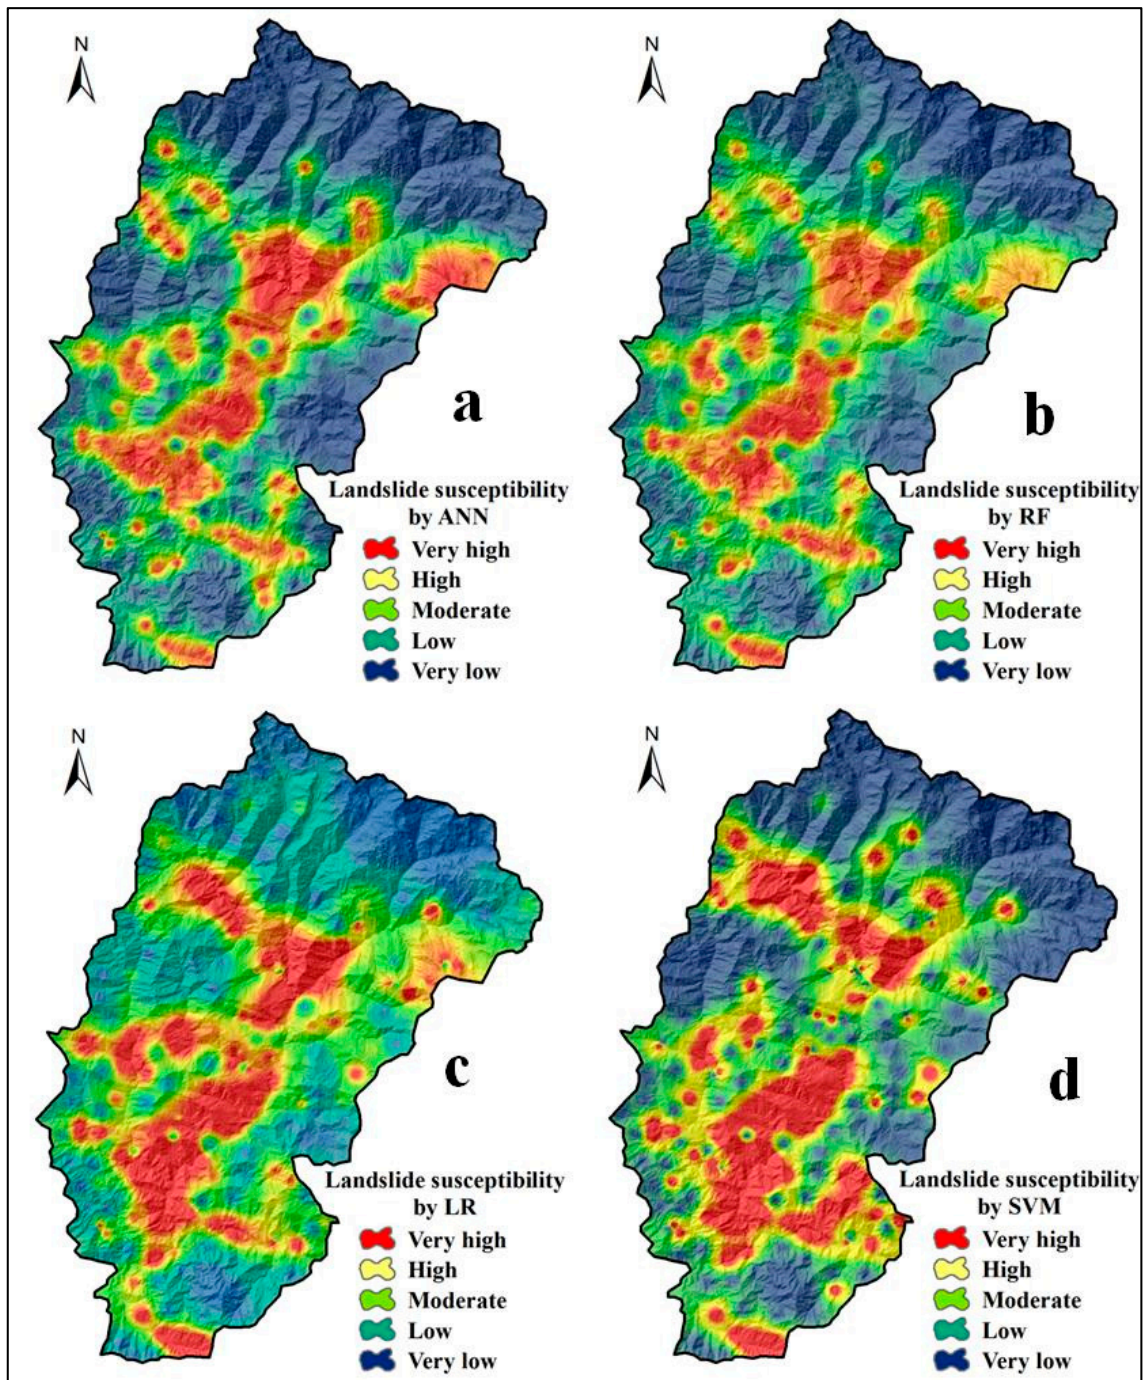 N
a
Landslide susceptibility
by ANN
Very high
High
Moderate
Low
Very low
N
b
Landslide susceptibility
by RF
Very high
High
Moderate
Low
Very low
N
c
Landslide susceptibility
by LR
Very high
High
Moderate
Low
Very low
N
d
Landslide susceptibility
by SVM
Very high
High
Moderate
Low
Very low